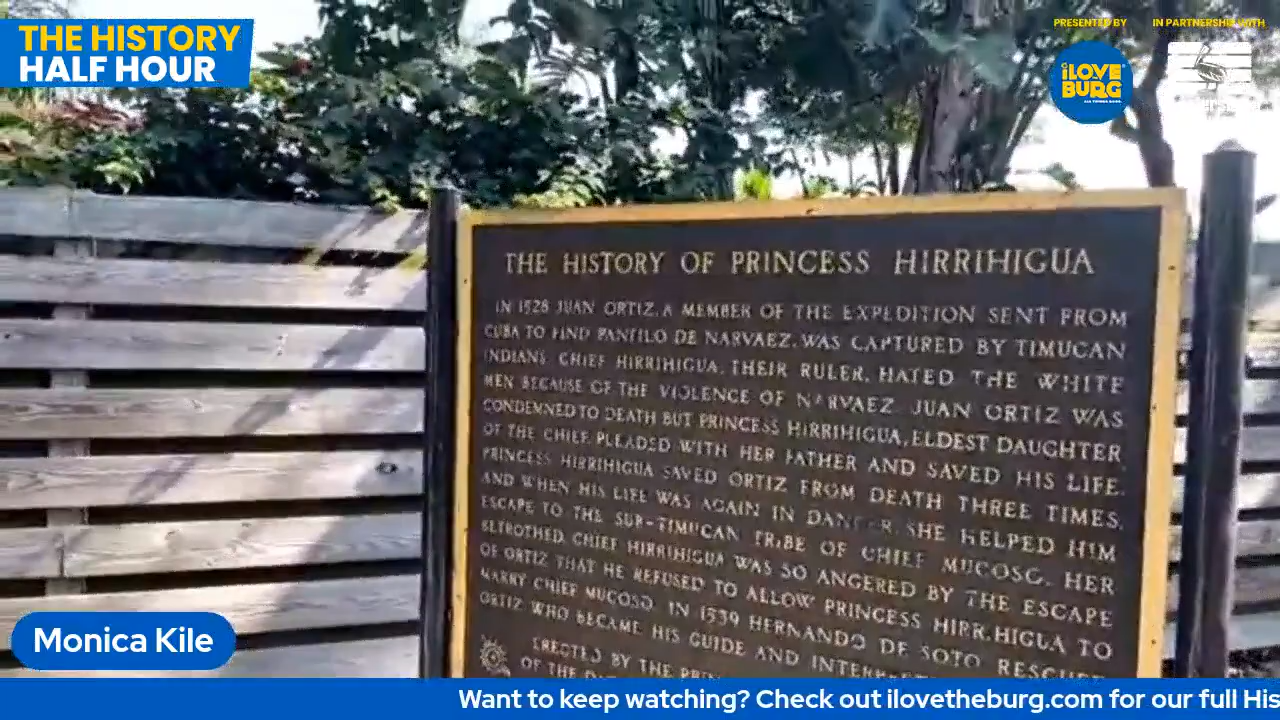 THE HISTORY
HALF HOUR
PRESENTED BY
IN PARTNERSHIP WITH
iLOVE
BURG
THE HISTORY OF PRINCESS HIRRIHIGUA
IN 1528 JUAN ORTIZ, A MEMBER OF THE EXPEDITION SENT FROM
CUBA TO FIND PANFILO DE NARVAEZ, WAS CAPTURED BY TIMUCAN
INDIANS. CHIEF HIRRIHIGUA, THEIR RULER, HATED THE WHITE
MEN BECAUSE OF THE VIOLENCE OF NARVAEZ. JUAN ORTIZ WAS
CONDEMNED TO DEATH BUT PRINCESS HIRRIHIGUA, ELDEST DAUGHTER
OF THE CHIEF, PLEADED WITH HER FATHER AND SAVED HIS LIFE.
PRINCESS HIRRIHIGUA SAVED ORTIZ FROM DEATH THREE TIMES,
AND WHEN HIS LIFE WAS AGAIN IN DANGER, SHE HELPED HIM
ESCAPE TO THE SUB-TIMUCAN TRIBE OF CHIEF MUCOSO, HER
BETROTHED. CHIEF HIRRIHIGUA WAS SO ANGERED BY THE ESCAPE
OF ORTIZ THAT HE REFUSED TO ALLOW PRINCESS HIRRIHIGUA TO
MARRY CHIEF MUCOSO. IN 1539 HERNANDO DE SOTO RESCUED
ORTIZ WHO BECAME HIS GUIDE AND
ERECTED BY THE
OF THE
Monica Kile
Want to keep watching? Check out ilovetheburg.com for our full His